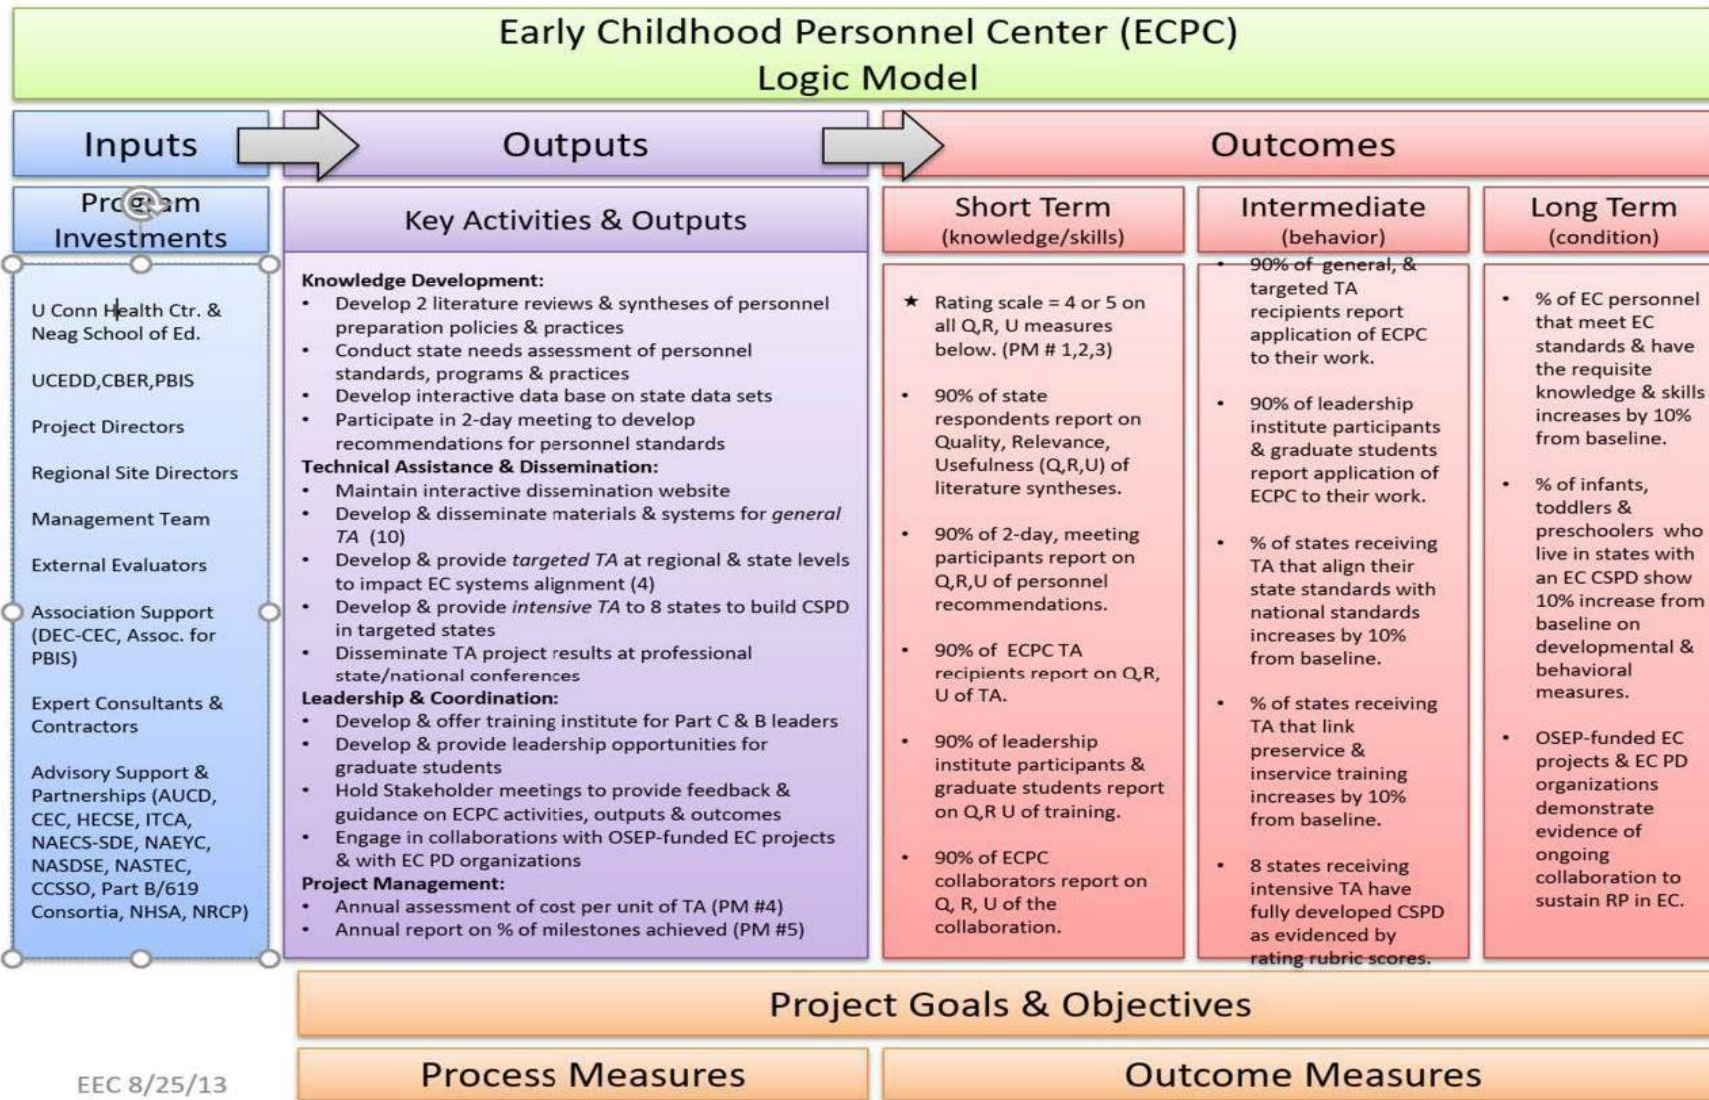 Early Childhood Personnel Center (ECPC)
Logic Model
Inputs
Outputs
Outcomes
Program
Investments
Key Activities & Outputs
Short Term
(knowledge/skills)
Intermediate
(behavior)
Long Term
(condition)
U Conn Health Ctr. &
Neag School of Ed.
UCEDD,CBER,PBIS
Project Directors
Regional Site Directors
Management Team
External Evaluators
Association Support
(DEC-CEC, Assoc. for
PBIS)
Expert Consultants &
Contractors
Advisory Support &
Partnerships (AUCD,
CEC, HECSE, ITCA,
NAECS-SDE, NAEYC,
NASDSE, NASTEC,
CCSSO, Part B/619
Consortia, NHSA, NRCP)
Knowledge Development:
• Develop 2 literature reviews & syntheses of personnel
preparation policies & practices
• Conduct state needs assessment of personnel
standards, programs & practices
• Develop interactive data base on state data sets
• Participate in 2-day meeting to develop
recommendations for personnel standards
Technical Assistance & Dissemination:
• Maintain interactive dissemination website
• Develop & disseminate materials & systems for general
TA (10)
• Develop & provide targeted TA at regional & state levels
to impact EC systems alignment (4)
• Develop & provide intensive TA to 8 states to build CSPD
in targeted states
• Disseminate TA project results at professional
state/national conferences
Leadership & Coordination:
• Develop & offer training institute for Part C & B leaders
• Develop & provide leadership opportunities for
graduate students
• Hold Stakeholder meetings to provide feedback &
guidance on ECPC activities, outputs & outcomes
• Engage in collaborations with OSEP-funded EC projects
& with EC PD organizations
Project Management:
• Annual assessment of cost per unit of TA (PM #4)
• Annual report on % of milestones achieved (PM #5)
★ Rating scale = 4 or 5 on
all Q,R, U measures
below. (PM # 1,2,3)
• 90% of state
respondents report on
Quality, Relevance,
Usefulness (Q,R,U) of
literature syntheses.
• 90% of 2-day, meeting
participants report on
Q,R,U of personnel
recommendations.
• 90% of ECPC TA
recipients report on Q,R,
U of TA.
• 90% of leadership
institute participants &
graduate students report
on Q,R U of training.
• 90% of ECPC
collaborators report on
Q, R, U of the
collaboration.
• 90% of general, &
targeted TA
recipients report
application of ECPC
to their work.
• 90% of leadership
institute participants
& graduate students
report application of
ECPC to their work.
• % of states receiving
TA that align their
state standards with
national standards
increases by 10%
from baseline.
• % of states receiving
TA that link
preservice &
inservice training
increases by 10%
from baseline.
• 8 states receiving
intensive TA have
fully developed CSPD
as evidenced by
rating rubric scores.
• % of EC personnel
that meet EC
standards & have
the requisite
knowledge & skills
increases by 10%
from baseline.
• % of infants,
toddlers &
preschoolers who
live in states with
an EC CSPD show
10% increase from
baseline on
developmental &
behavioral
measures.
• OSEP-funded EC
projects & EC PD
organizations
demonstrate
evidence of
ongoing
collaboration to
sustain RP in EC.
Project Goals & Objectives
EEC 8/25/13
Process Measures
Outcome Measures